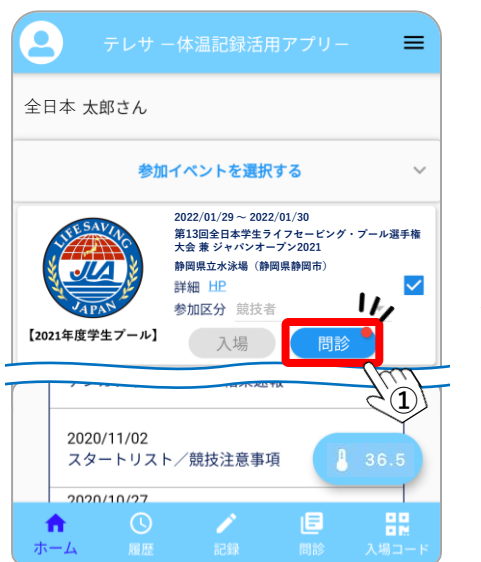 テレサ －体温記録活用アプリ－
全日本 太郎さん
参加イベントを選択する
LIFE SAVING
JLA
JAPAN
【2021年度学生プール】
2022/01/29 ～ 2022/01/30
第13回全日本学生ライフセービング・プール選手権
大会 兼 ジャパンオープン2021
静岡県立水泳場（静岡県静岡市）
詳細 HP
参加区分 競技者
入場 問診
①
2020/11/02
スタートリスト／競技注意事項
36.5
2020/10/27
ホーム 履歴 記録 問診 入場コード